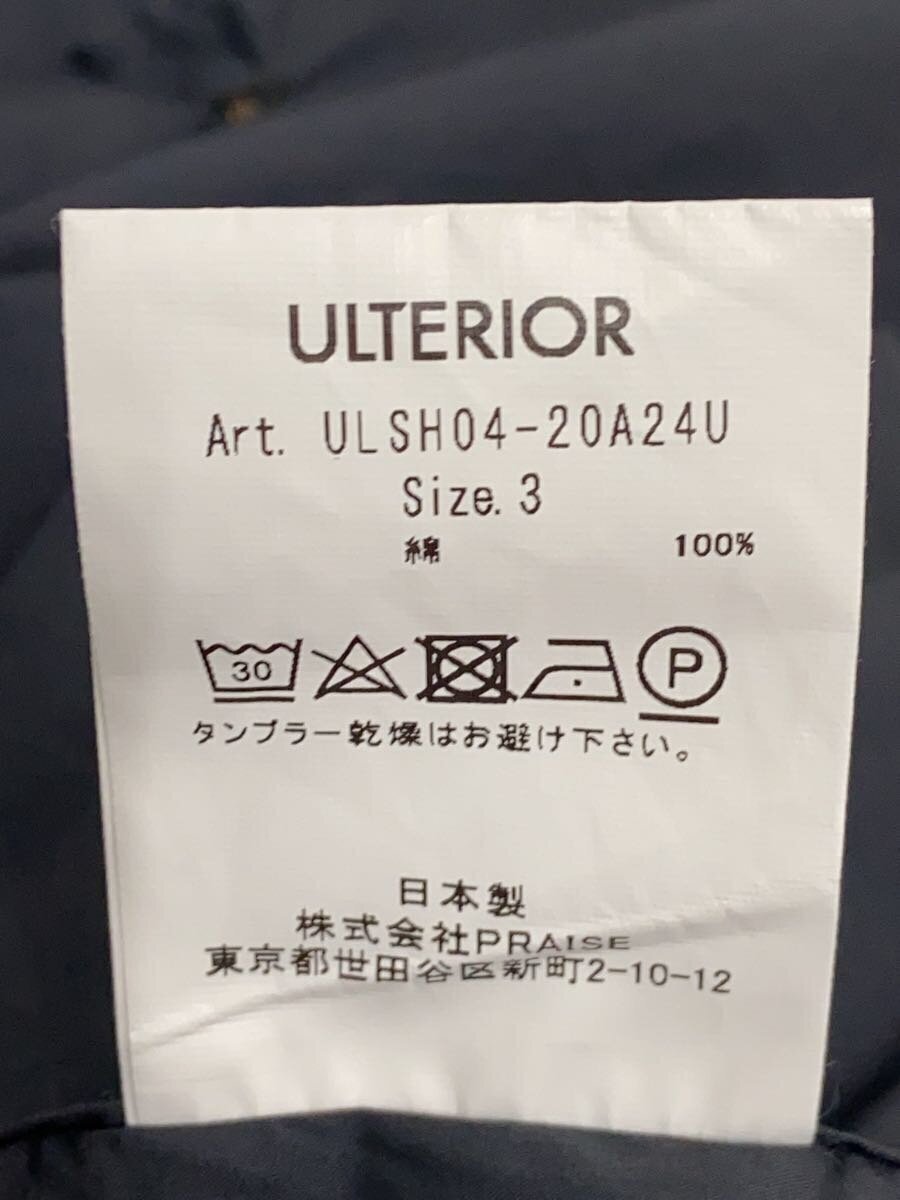 ULTERIOR
Art. ULSH04-20A24U
Size.3
綿 100%
30 P
タンブラー乾燥はお避け下さい。
日本製
株式会社PRAISE
東京都世田谷区新町2-10-12